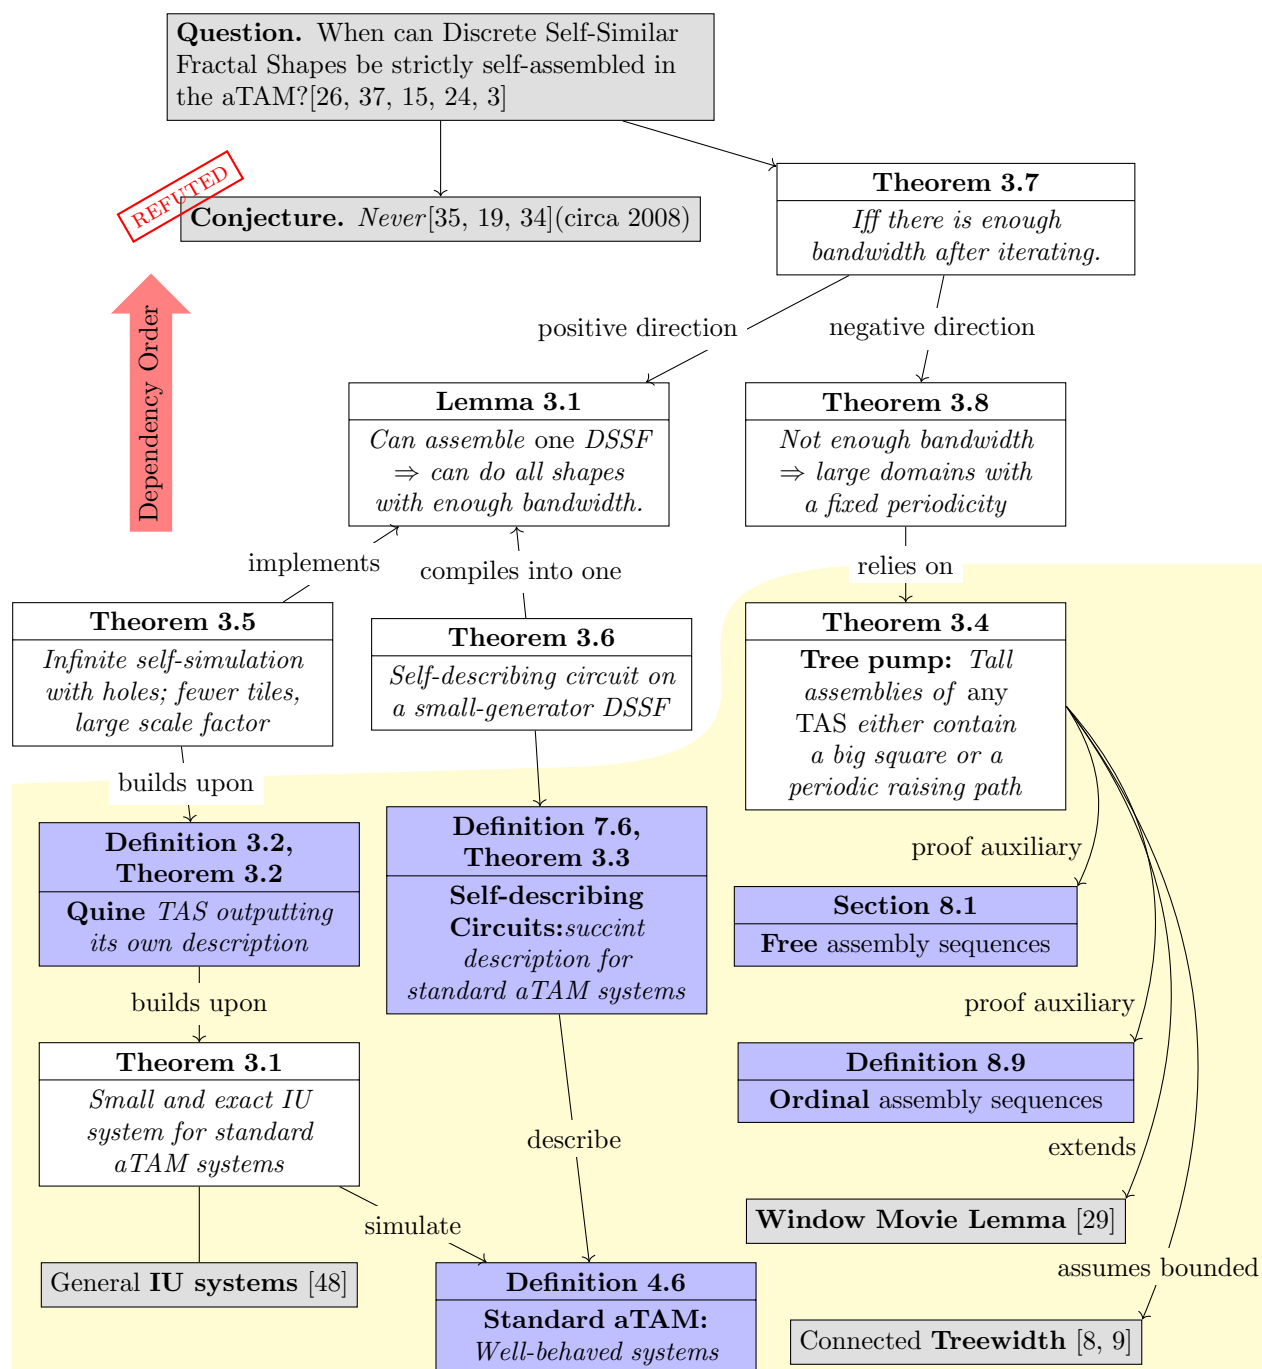 Question. When can Discrete Self-Similar
Fractal Shapes be strictly self-assembled in
the aTAM?[26, 37, 15, 24, 3]
REFUTED
Conjecture. Never[35, 19, 34](circa 2008)
Theorem 3.7
Iff there is enough
bandwidth after iterating.
Dependency Order
positive direction
negative direction
Lemma 3.1
Can assemble one DSSF
⇒ can do all shapes
with enough bandwidth.
Theorem 3.8
Not enough bandwidth
⇒ large domains with
a fixed periodicity
implements
compiles into one
relies on
Theorem 3.5
Infinite self-simulation
with holes; fewer tiles,
large scale factor
Theorem 3.6
Self-describing circuit on
a small-generator DSSF
Theorem 3.4
Tree pump: Tall
assemblies of any
TAS either contain
a big square or a
periodic raising path
builds upon
Definition 3.2,
Theorem 3.2
Quine TAS outputting
its own description
Definition 7.6,
Theorem 3.3
Self-describing
Circuits:succint
description for
standard aTAM systems
proof auxiliary
Section 8.1
Free assembly sequences
builds upon
proof auxiliary
Theorem 3.1
Small and exact IU
system for standard
aTAM systems
Definition 8.9
Ordinal assembly sequences
describe
extends
simulate
Window Movie Lemma [29]
General IU systems [48]
assumes bounded
Definition 4.6
Standard aTAM:
Well-behaved systems
Connected Treewidth [8, 9]